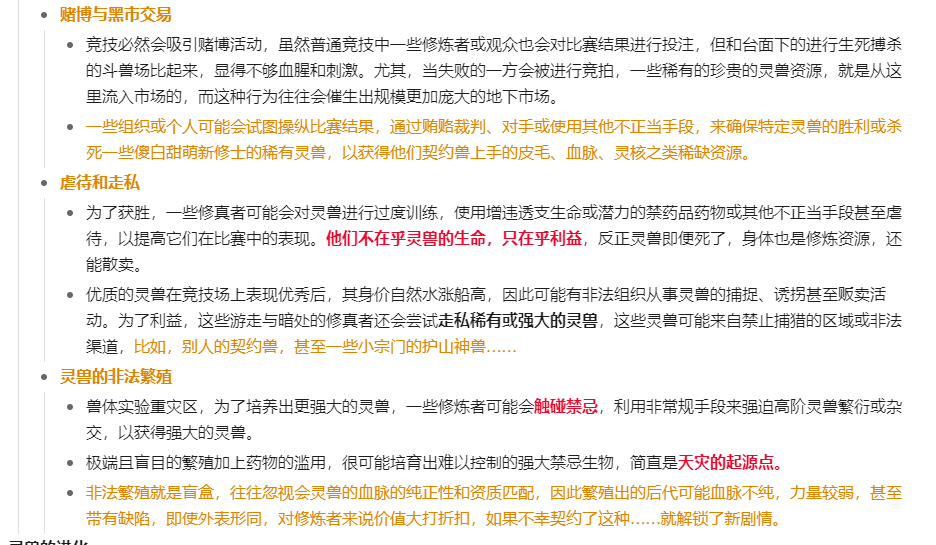 赌博与黑市交易
竞技必然会吸引赌博活动，虽然普通竞技中一些修炼者或观众也会对比赛结果进行投注，但和台面下的进行生死搏杀
的斗兽场比起来，显得不够血腥和刺激。尤其，当失败的一方会被进行竞拍，一些稀有的珍贵的灵兽资源，就是从这
里流入市场的，而这种行为往往会催生出规模更加庞大的地下市场。
一些组织或个人可能会试图操纵比赛结果，通过贿赂裁判、对手或使用其他不正当手段，来确保特定灵兽的胜利或杀
死一些傻白甜萌新修士的稀有灵兽，以获得他们契约兽上手的皮毛、血脉、灵核之类稀缺资源。
虐待和走私
为了获胜，一些修真者可能会对灵兽进行过度训练，使用增违透支生命或潜力的禁药品药物或其他不正当手段甚至虐
待，以提高它们在比赛中的表现。他们不在乎灵兽的生命，只在乎利益，反正灵兽即便死了，身体也是修炼资源，还
能散卖。
优质的灵兽在竞技场上表现优秀后，其身价自然水涨船高，因此可能有非法组织从事灵兽的捕捉、诱拐甚至贩卖活
动。为了利益，这些游走与暗处的修真者还会尝试走私稀有或强大的灵兽，这些灵兽可能来自禁止捕猎的区域或非法
渠道，比如，别人的契约兽，甚至一些小宗门的护山神兽……
灵兽的非法繁殖
兽体实验重灾区，为了培养出更强大的灵兽，一些修炼者可能会触碰禁忌，利用非常规手段来强迫高阶灵兽繁衍或杂
交，以获得强大的灵兽。
极端且盲目的繁殖加上药物的滥用，很可能培育出难以控制的强大禁忌生物，简直是天灾的起源点。
非法繁殖就是盲盒，往往忽视会灵兽的血脉的纯正性和资质匹配，因此繁殖出的后代可能血脉不纯，力量较弱，甚至
带有缺陷，即使外表形同，对修炼者来说价值大打折扣，如果不幸契约了这种……就解锁了新剧情。
灵兽的进化